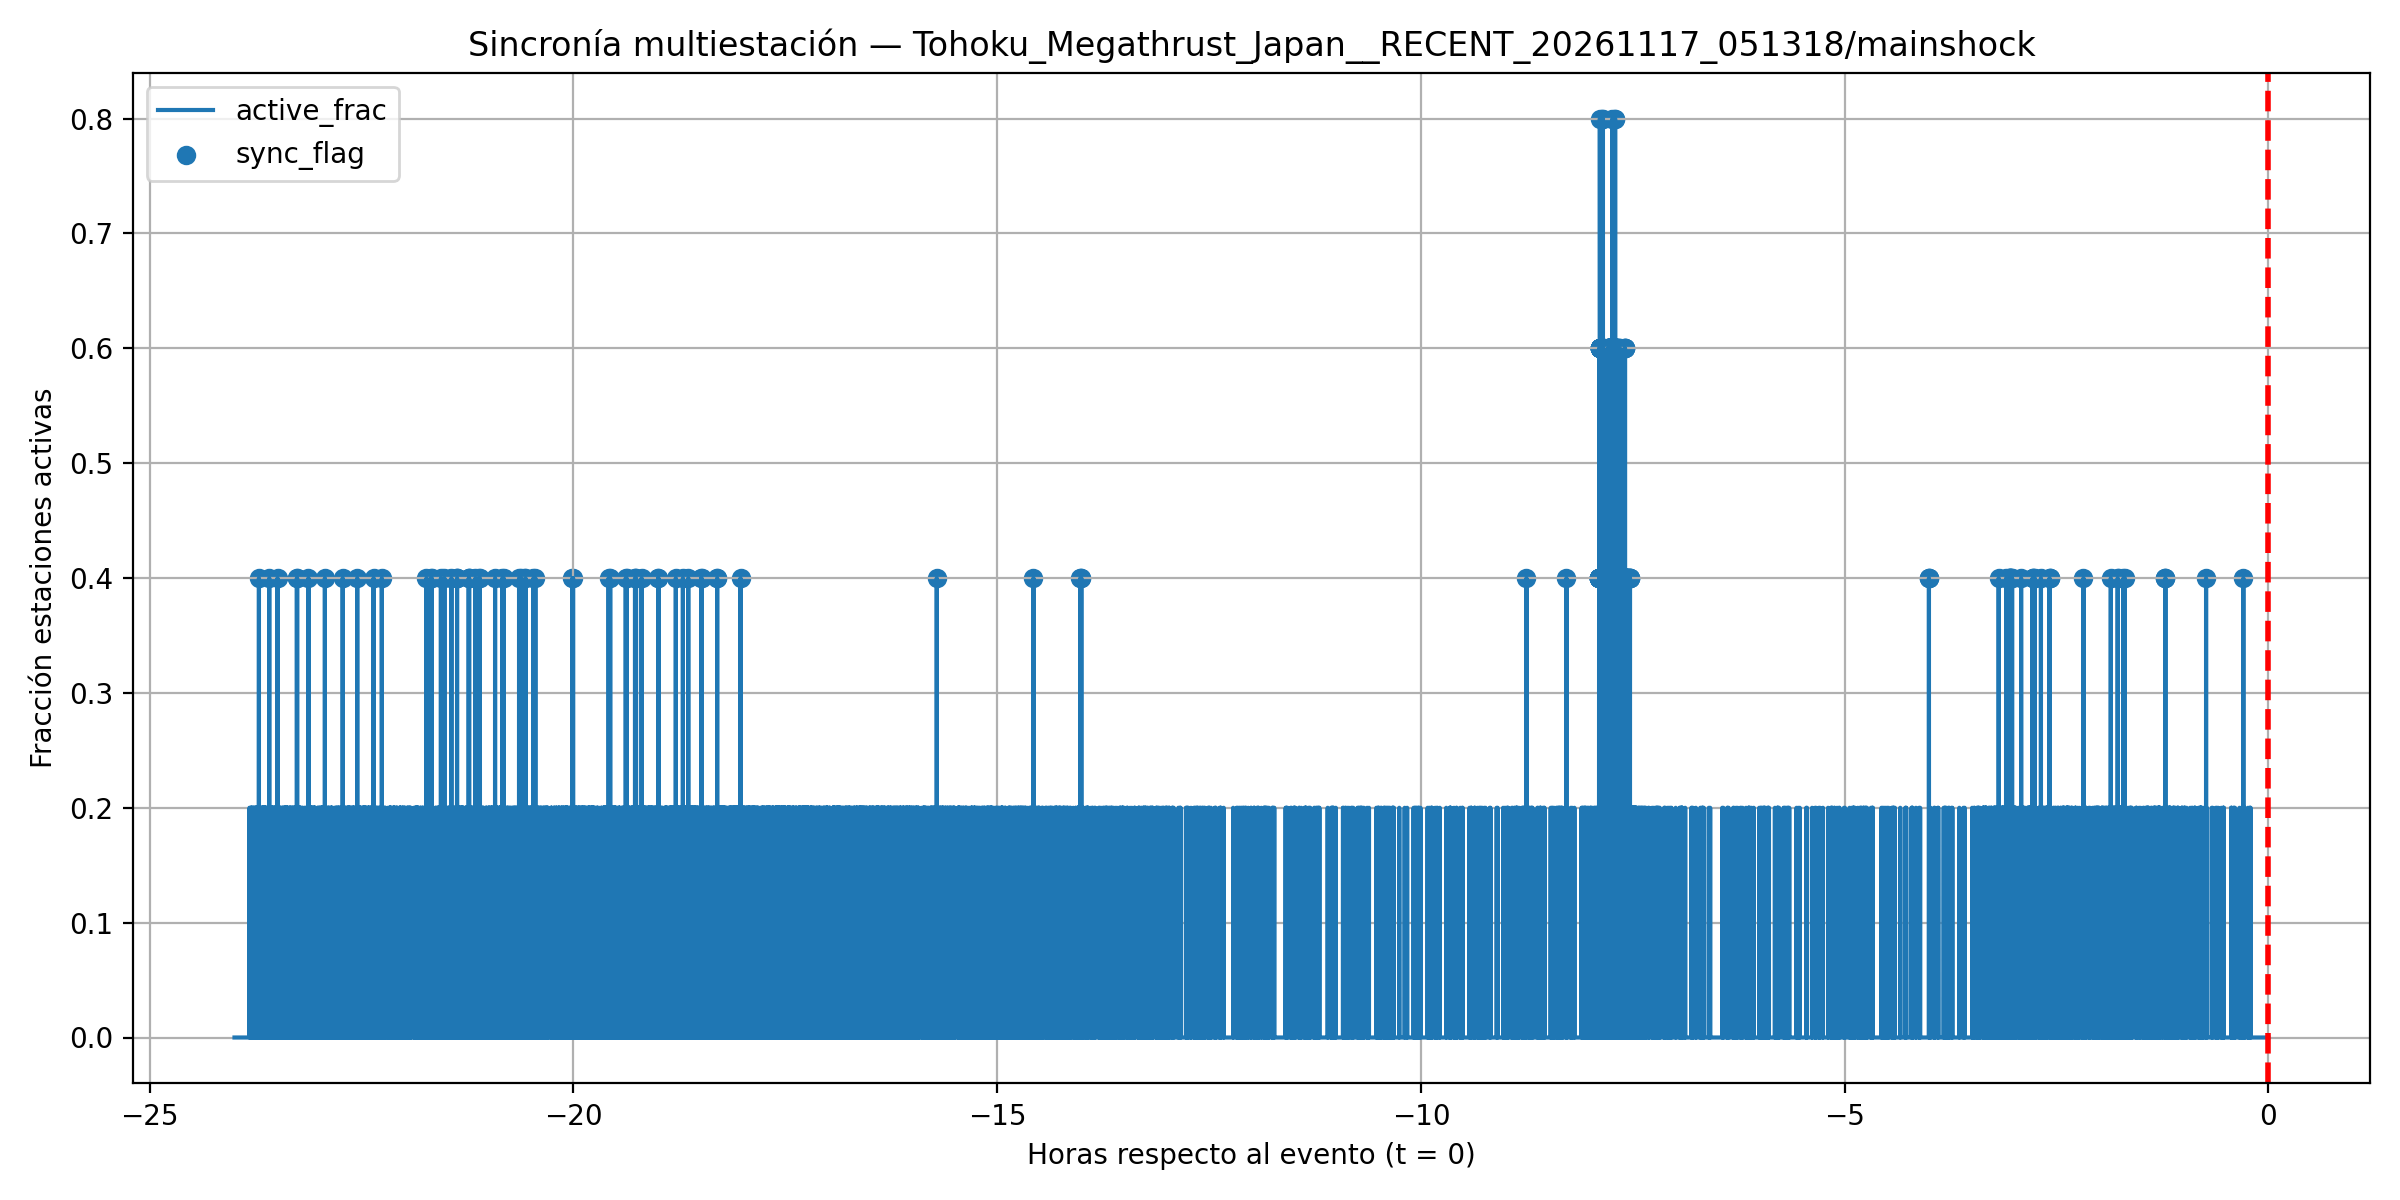 Sincronía multiestación — Tohoku_Megathrust_Japan__RECENT_20261117_051318/mainshock
active_frac
sync_flag
Fracción estaciones activas
0.8
0.7
0.6
0.5
0.4
0.3
0.2
0.1
0.0
−25 −20 −15 −10 −5 0
Horas respecto al evento (t = 0)